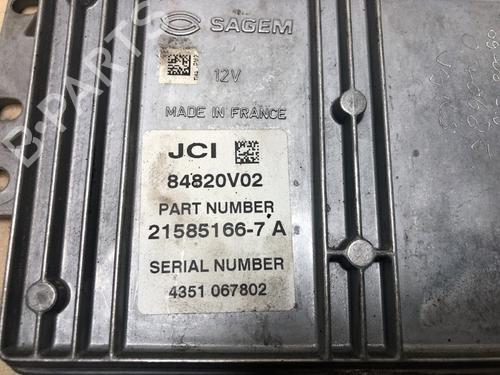 SAGEM
12V
MADE IN FRANCE
JCI
84820V02
PART NUMBER
21585166-7 A
SERIAL NUMBER
4351 067802
B-PARTS